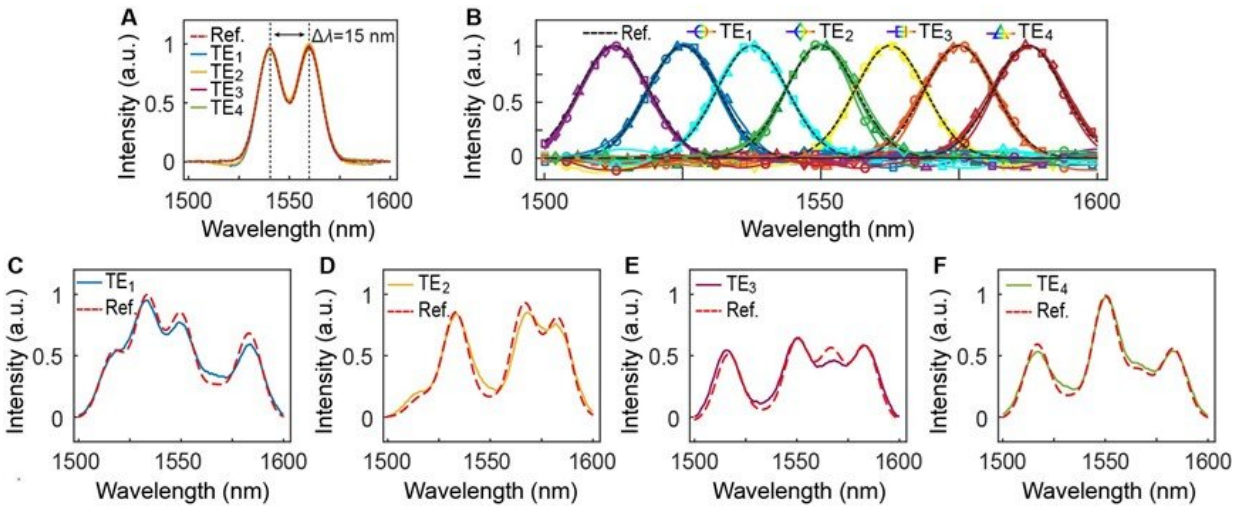 A
Ref.
TE1
TE2
TE3
TE4
Δλ=15 nm
Intensity (a.u.)
1
0.5
0
1500
1550
1600
Wavelength (nm)
B
Ref.
TE1
TE2
TE3
TE4
Intensity (a.u.)
1
0.5
0
1500
1550
1600
Wavelength (nm)
C
TE1
Ref.
Intensity (a.u.)
1
0.5
0
1500
1550
1600
Wavelength (nm)
D
TE2
Ref.
Intensity (a.u.)
1
0.5
0
1500
1550
1600
Wavelength (nm)
E
TE3
Ref.
Intensity (a.u.)
1
0.5
0
1500
1550
1600
Wavelength (nm)
F
TE4
Ref.
Intensity (a.u.)
1
0.5
0
1500
1550
1600
Wavelength (nm)